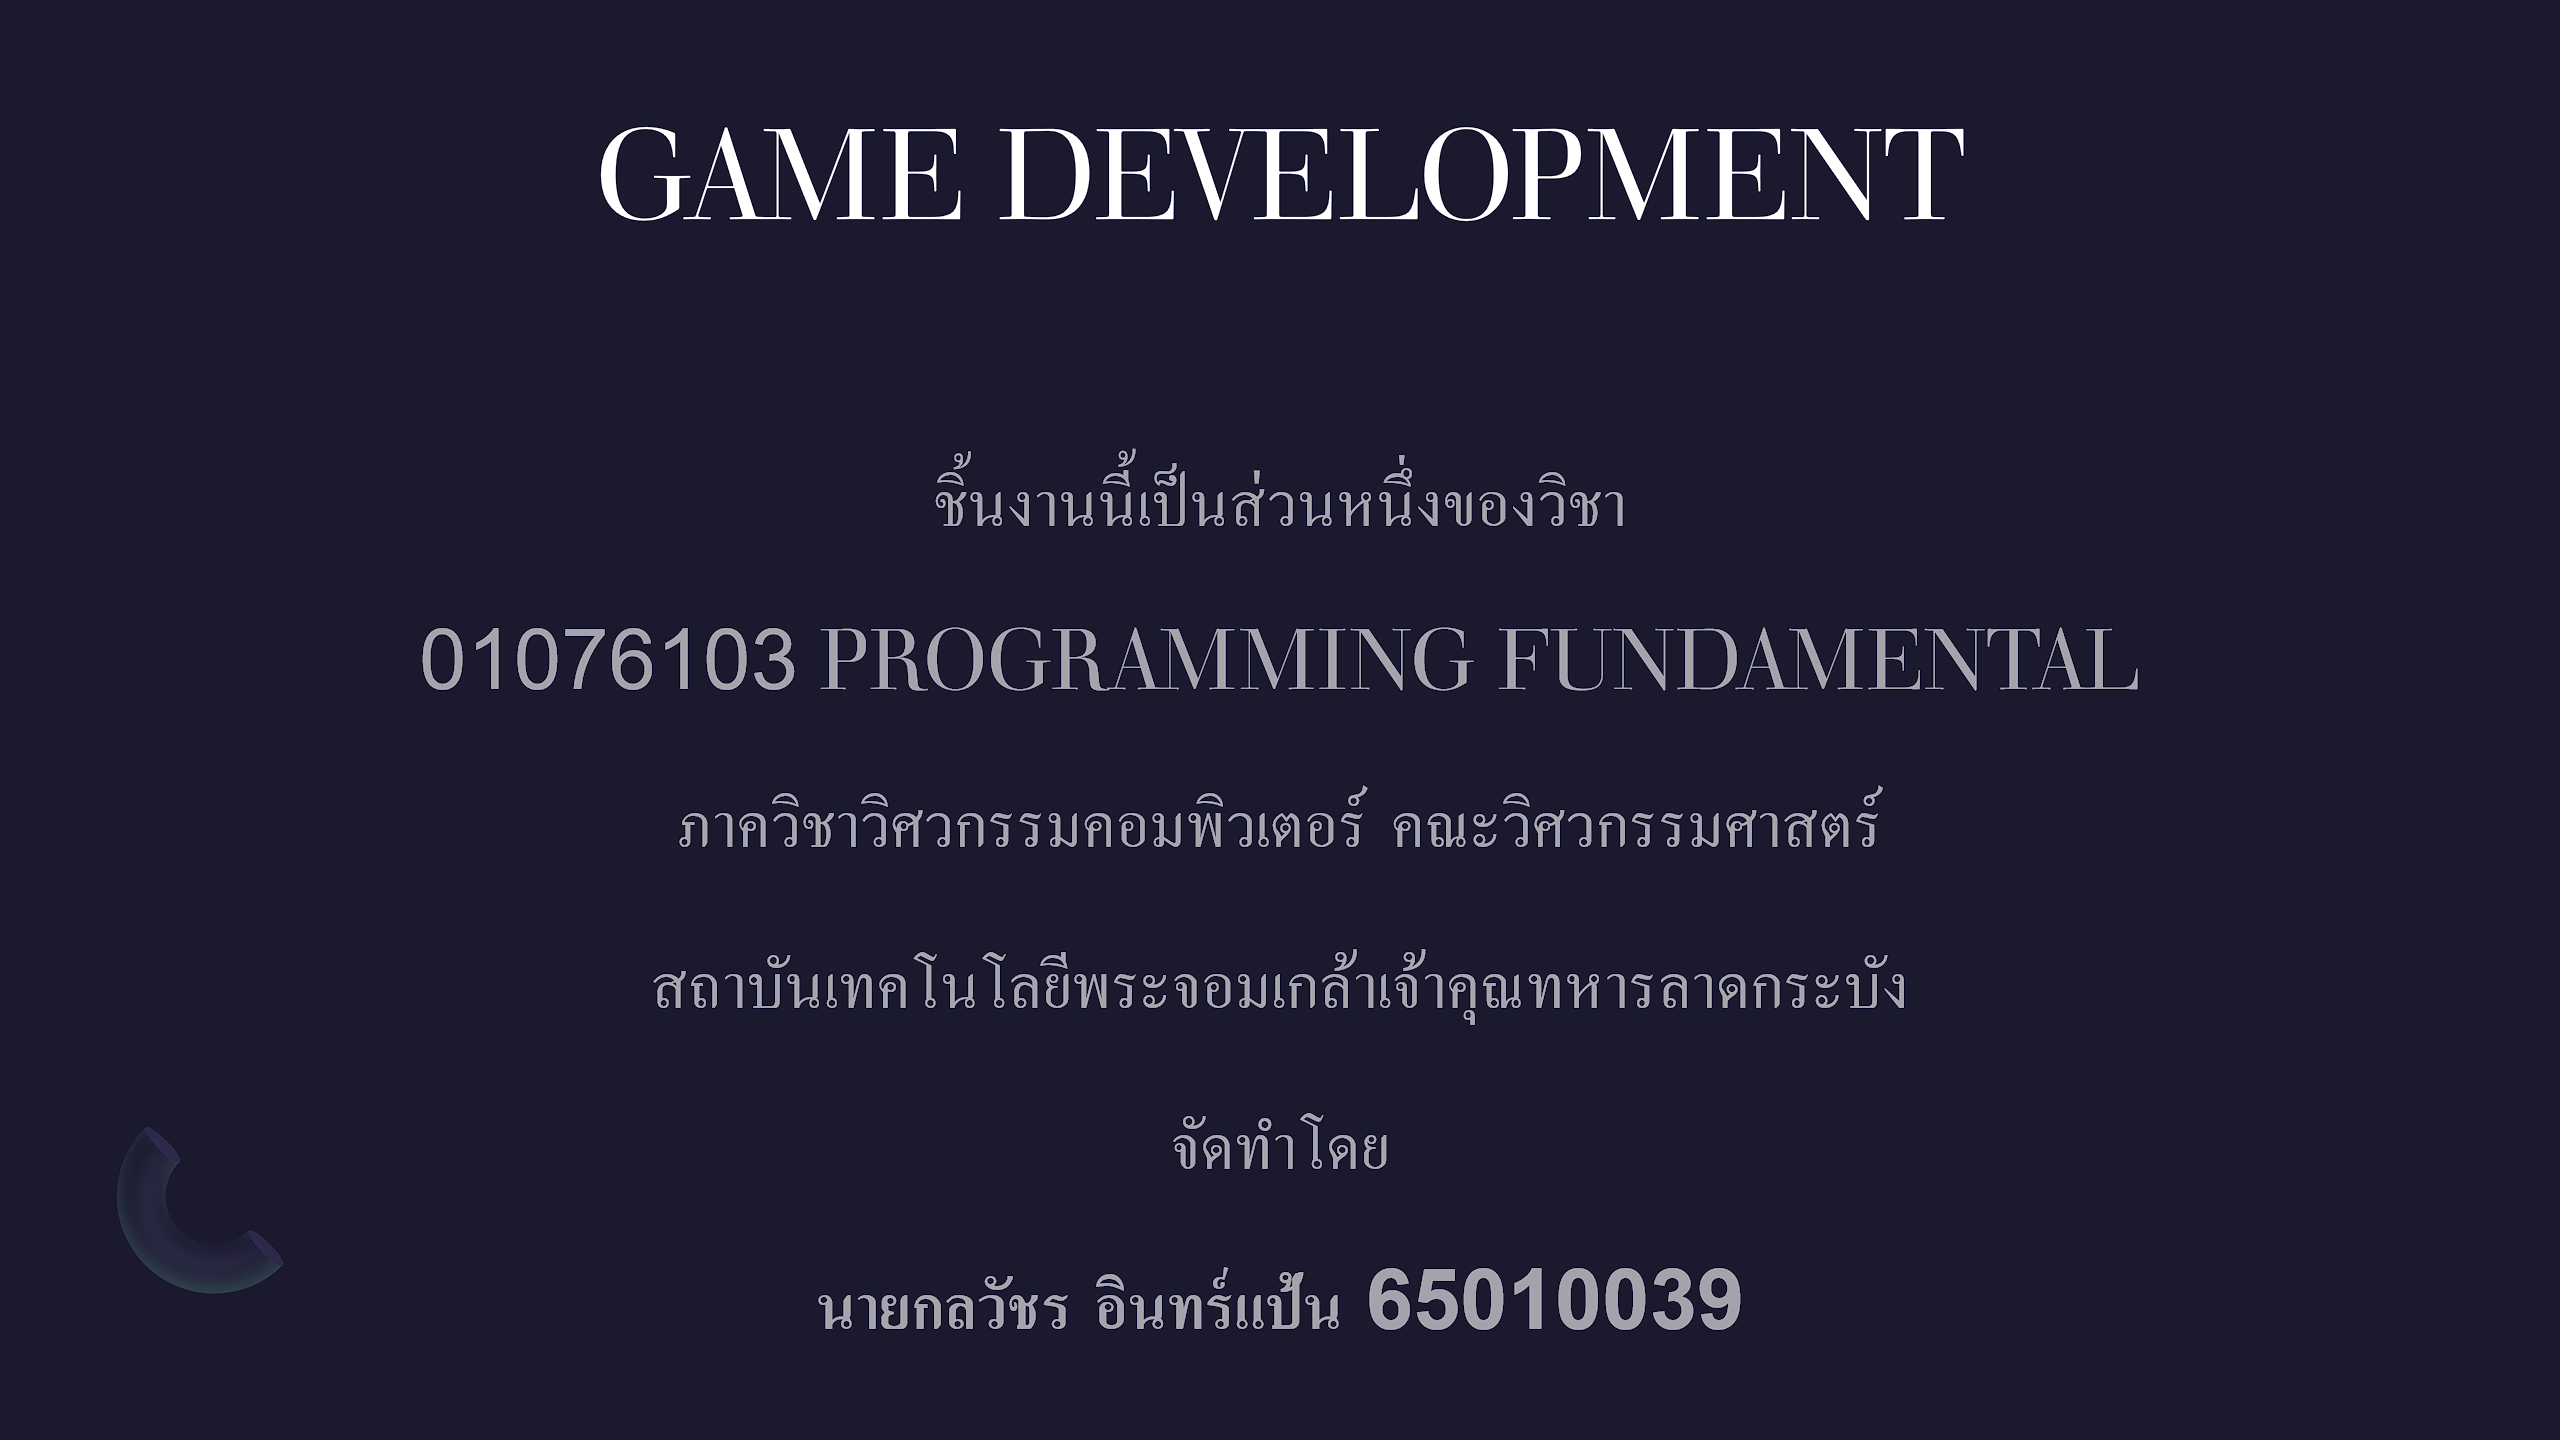 GAME DEVELOPMENT
ชิ้นงานนี้เป็นส่วนหนึ่งของวิชา
01076103 PROGRAMMING FUNDAMENTAL
ภาควิชาวิศวกรรมคอมพิวเตอร์ คณะวิศวกรรมศาสตร์
สถาบันเทคโนโลยีพระจอมเกล้าเจ้าคุณทหารลาดกระบัง
จัดทำโดย
นายกลวัชร อินทร์แป้น 65010039